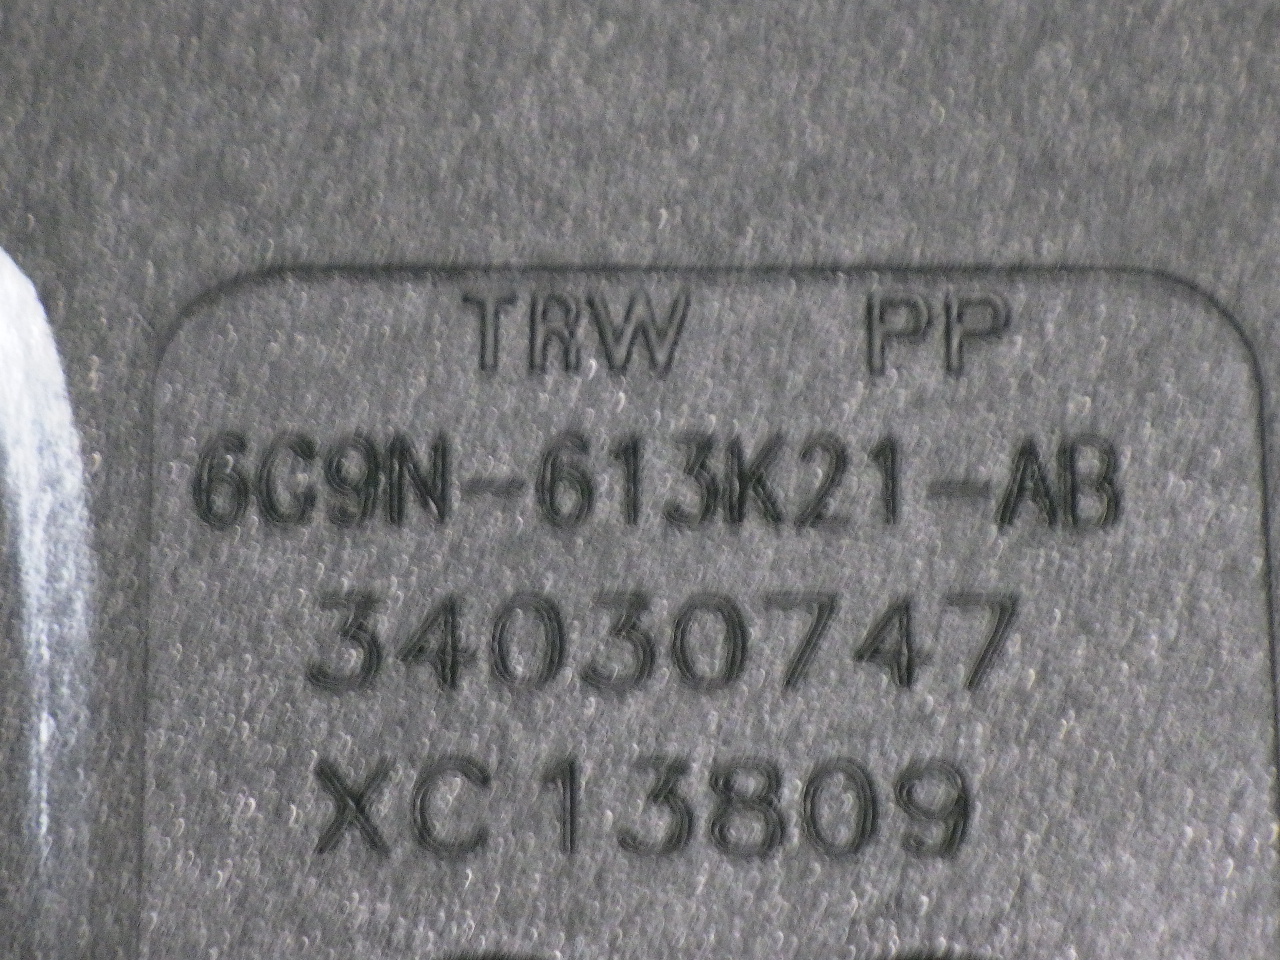 TRW PP
6G9N-613K21-AB
34030747
XC13809